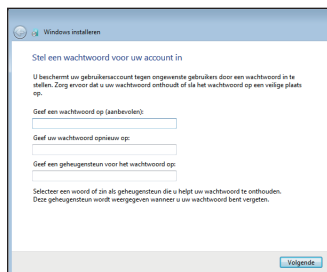 Windows installeren
Stel een wachtwoord voor uw account in
U beschermt uw gebruikersaccount tegen ongewenste gebruikers door een wachtwoord in te
stellen. Zorg ervoor dat u uw wachtwoord onthoudt of sla het wachtwoord op een veilige plaats
op.
Geef een wachtwoord op (aanbevolen):
Geef uw wachtwoord opnieuw op:
Geef een geheugensteun voor het wachtwoord op:
Selecteer een woord of zin als geheugensteun die u helpt uw wachtwoord te onthouden.
Deze geheugensteun wordt weergegeven wanneer u uw wachtwoord bent vergeten.
Volgende